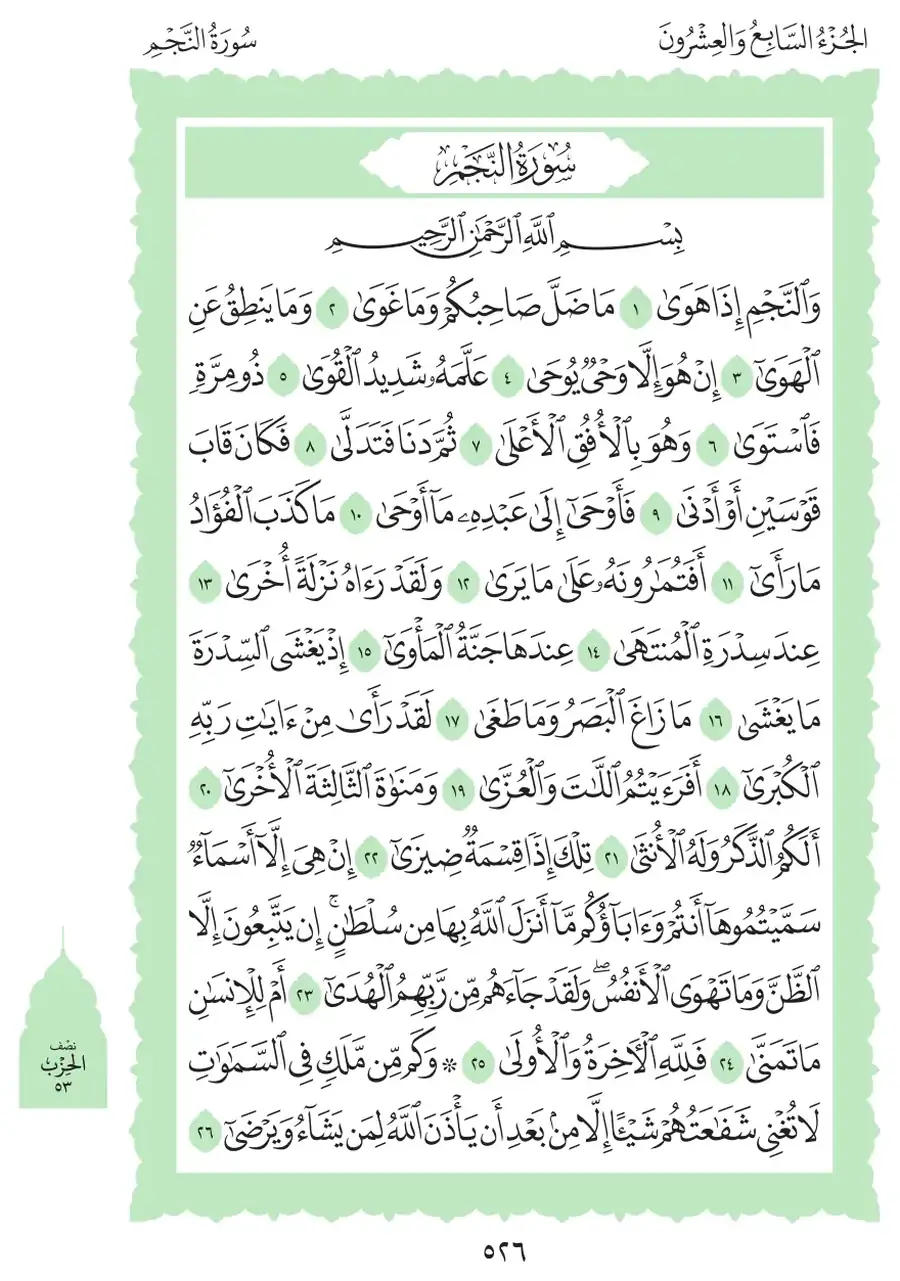 الجُزْءُ السَّابِعُ وَالعِشْرُونَ
سُورَةُ النَّجْمِ
سُورَةُ النَّجْمِ
بِسْمِ ٱللَّهِ ٱلرَّحْمَٰنِ ٱلرَّحِيمِ
وَٱلنَّجْمِ إِذَا هَوَىٰ ١ مَا ضَلَّ صَاحِبُكُمْ وَمَا غَوَىٰ ٢ وَمَا يَنطِقُ عَنِ
ٱلْهَوَىٰٓ ٣ إِنْ هُوَ إِلَّا وَحْىٌ يُوحَىٰ ٤ عَلَّمَهُۥ شَدِيدُ ٱلْقُوَىٰ ٥ ذُو مِرَّةٍ
فَٱسْتَوَىٰ ٦ وَهُوَ بِٱلْأُفُقِ ٱلْأَعْلَىٰ ٧ ثُمَّ دَنَا فَتَدَلَّىٰ ٨ فَكَانَ قَابَ
قَوْسَيْنِ أَوْ أَدْنَىٰ ٩ فَأَوْحَىٰٓ إِلَىٰ عَبْدِهِۦ مَآ أَوْحَىٰ ١٠ مَا كَذَبَ ٱلْفُؤَادُ
مَا رَأَىٰٓ ١١ أَفَتُمَٰرُونَهُۥ عَلَىٰ مَا يَرَىٰ ١٢ وَلَقَدْ رَءَاهُ نَزْلَةً أُخْرَىٰ ١٣
عِندَ سِدْرَةِ ٱلْمُنتَهَىٰ ١٤ عِندَهَا جَنَّةُ ٱلْمَأْوَىٰٓ ١٥ إِذْ يَغْشَى ٱلسِّدْرَةَ
مَا يَغْشَىٰ ١٦ مَا زَاغَ ٱلْبَصَرُ وَمَا طَغَىٰ ١٧ لَقَدْ رَأَىٰ مِنْ ءَايَٰتِ رَبِّهِ
ٱلْكُبْرَىٰٓ ١٨ أَفَرَءَيْتُمُ ٱللَّٰتَ وَٱلْعُزَّىٰ ١٩ وَمَنَوٰةَ ٱلثَّالِثَةَ ٱلْأُخْرَىٰٓ ٢٠
أَلَكُمُ ٱلذَّكَرُ وَلَهُ ٱلْأُنثَىٰ ٢١ تِلْكَ إِذًا قِسْمَةٌ ضِيزَىٰٓ ٢٢ إِنْ هِىَ إِلَّآ أَسْمَآءٌ
سَمَّيْتُمُوهَآ أَنتُمْ وَءَابَآؤُكُم مَّآ أَنزَلَ ٱللَّهُ بِهَا مِن سُلْطَٰنٍ ۚ إِن يَتَّبِعُونَ إِلَّا
ٱلظَّنَّ وَمَا تَهْوَى ٱلْأَنفُسُ ۖ وَلَقَدْ جَآءَهُم مِّن رَّبِّهِمُ ٱلْهُدَىٰٓ ٢٣ أَمْ لِلْإِنسَٰنِ
مَا تَمَنَّىٰ ٢٤ فَلِلَّهِ ٱلْءَاخِرَةُ وَٱلْأُولَىٰ ٢٥ * وَكَم مِّن مَّلَكٍ فِى ٱلسَّمَٰوَٰتِ
لَا تُغْنِى شَفَٰعَتُهُمْ شَيْـًٔا إِلَّا مِنۢ بَعْدِ أَن يَأْذَنَ ٱللَّهُ لِمَن يَشَآءُ وَيَرْضَىٰٓ ٢٦
نصْف
الحِزْب
٥٣
٥٢٦